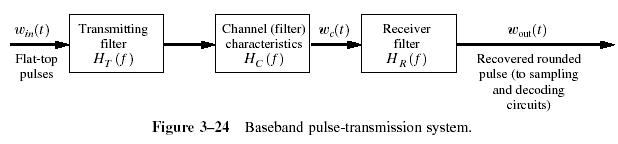 w_in(t)
Flat-top
pulses
Transmitting
filter
H_T(f)
Channel (filter)
characteristics
H_C(f)
w_c(t)
Receiver
filter
H_R(f)
w_out(t)
Recovered rounded
pulse (to sampling
and decoding
circuits)
Figure 3–24 Baseband pulse-transmission system.